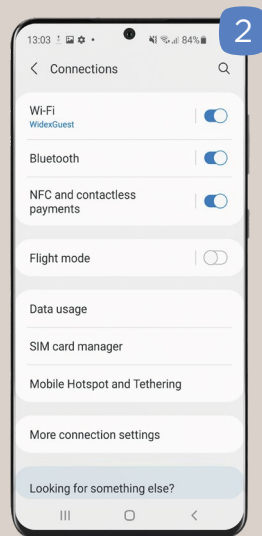 2
13:03 84%
Connections
Wi-Fi
WidexGuest
Bluetooth
NFC and contactless
payments
Flight mode
Data usage
SIM card manager
Mobile Hotspot and Tethering
More connection settings
Looking for something else?